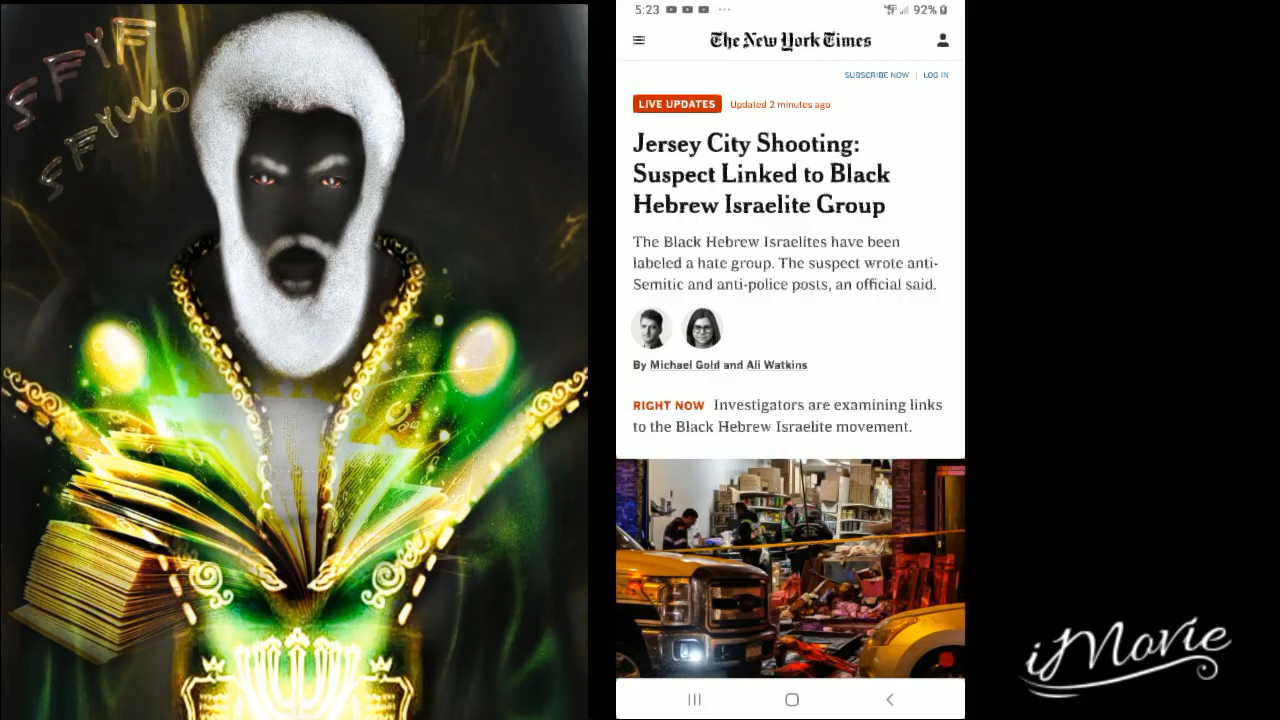 SFIF
SFIYWO
5:23
92%
The New York Times
SUBSCRIBE NOW | LOG IN
LIVE UPDATES Updated 2 minutes ago
Jersey City Shooting:
Suspect Linked to Black
Hebrew Israelite Group
The Black Hebrew Israelites have been
labeled a hate group. The suspect wrote anti-
Semitic and anti-police posts, an official said.
By Michael Gold and Ali Watkins
RIGHT NOW Investigators are examining links
to the Black Hebrew Israelite movement.
iMovie